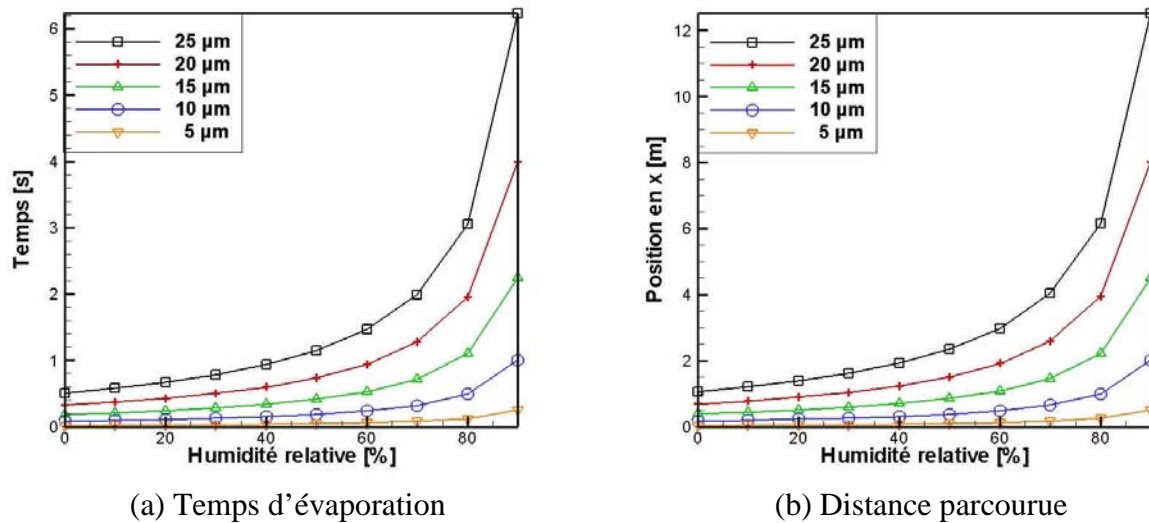 25 µm
20 µm
15 µm
10 µm
5 µm
Temps [s]
6
5
4
3
2
1
0
0 20 40 60 80
Humidité relative [%]
(a) Temps d’évaporation
25 µm
20 µm
15 µm
10 µm
5 µm
Position en x [m]
12
10
8
6
4
2
0
0 20 40 60 80
Humidité relative [%]
(b) Distance parcourue